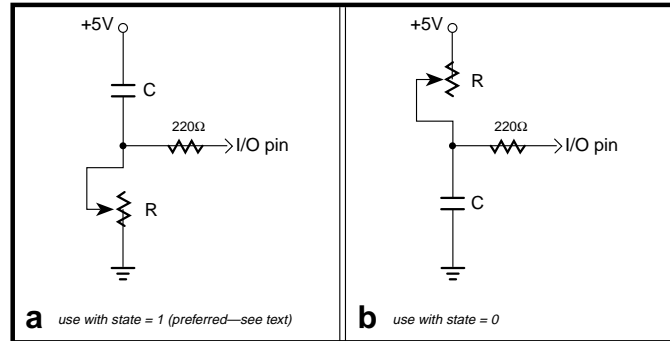 +5V
C
220Ω
I/O pin
R
a use with state = 1 (preferred—see text)
+5V
R
220Ω
I/O pin
C
b use with state = 0